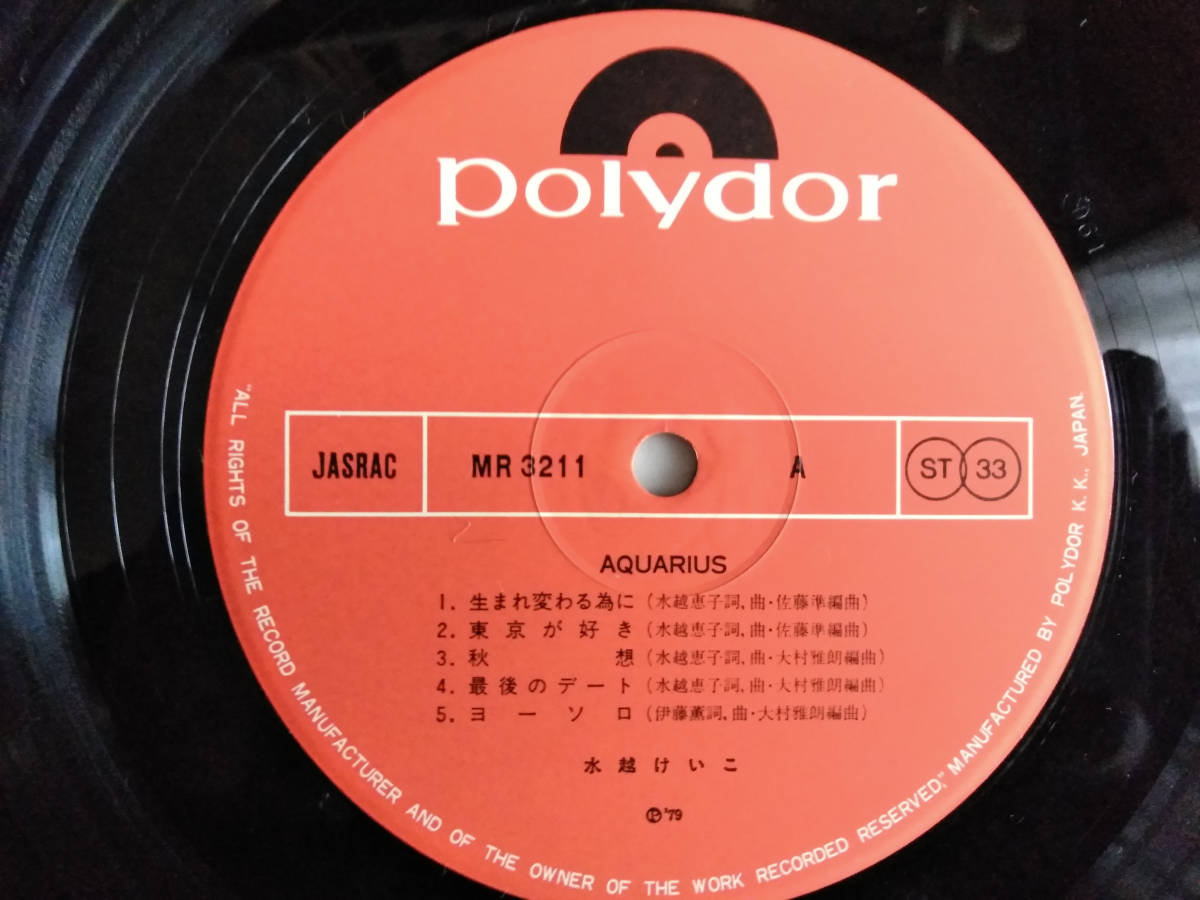 polydor
JASRAC MR 3211 A ST 33
AQUARIUS
1. 生まれ変わる為に (水越恵子詞, 曲・佐藤準編曲)
2. 東京が好き (水越恵子詞, 曲・佐藤準編曲)
3. 秋想 (水越恵子詞, 曲・大村雅朗編曲)
4. 最後のデート (水越恵子詞, 曲・大村雅朗編曲)
5. ヨーソロ (伊藤薫詞, 曲・大村雅朗編曲)
水越けいこ
Ⓟ'79
"ALL RIGHTS OF THE RECORD MANUFACTURER AND OF THE OWNER OF THE WORK RECORDED RESERVED," MANUFACTURED BY POLYDOR K. K., JAPAN.